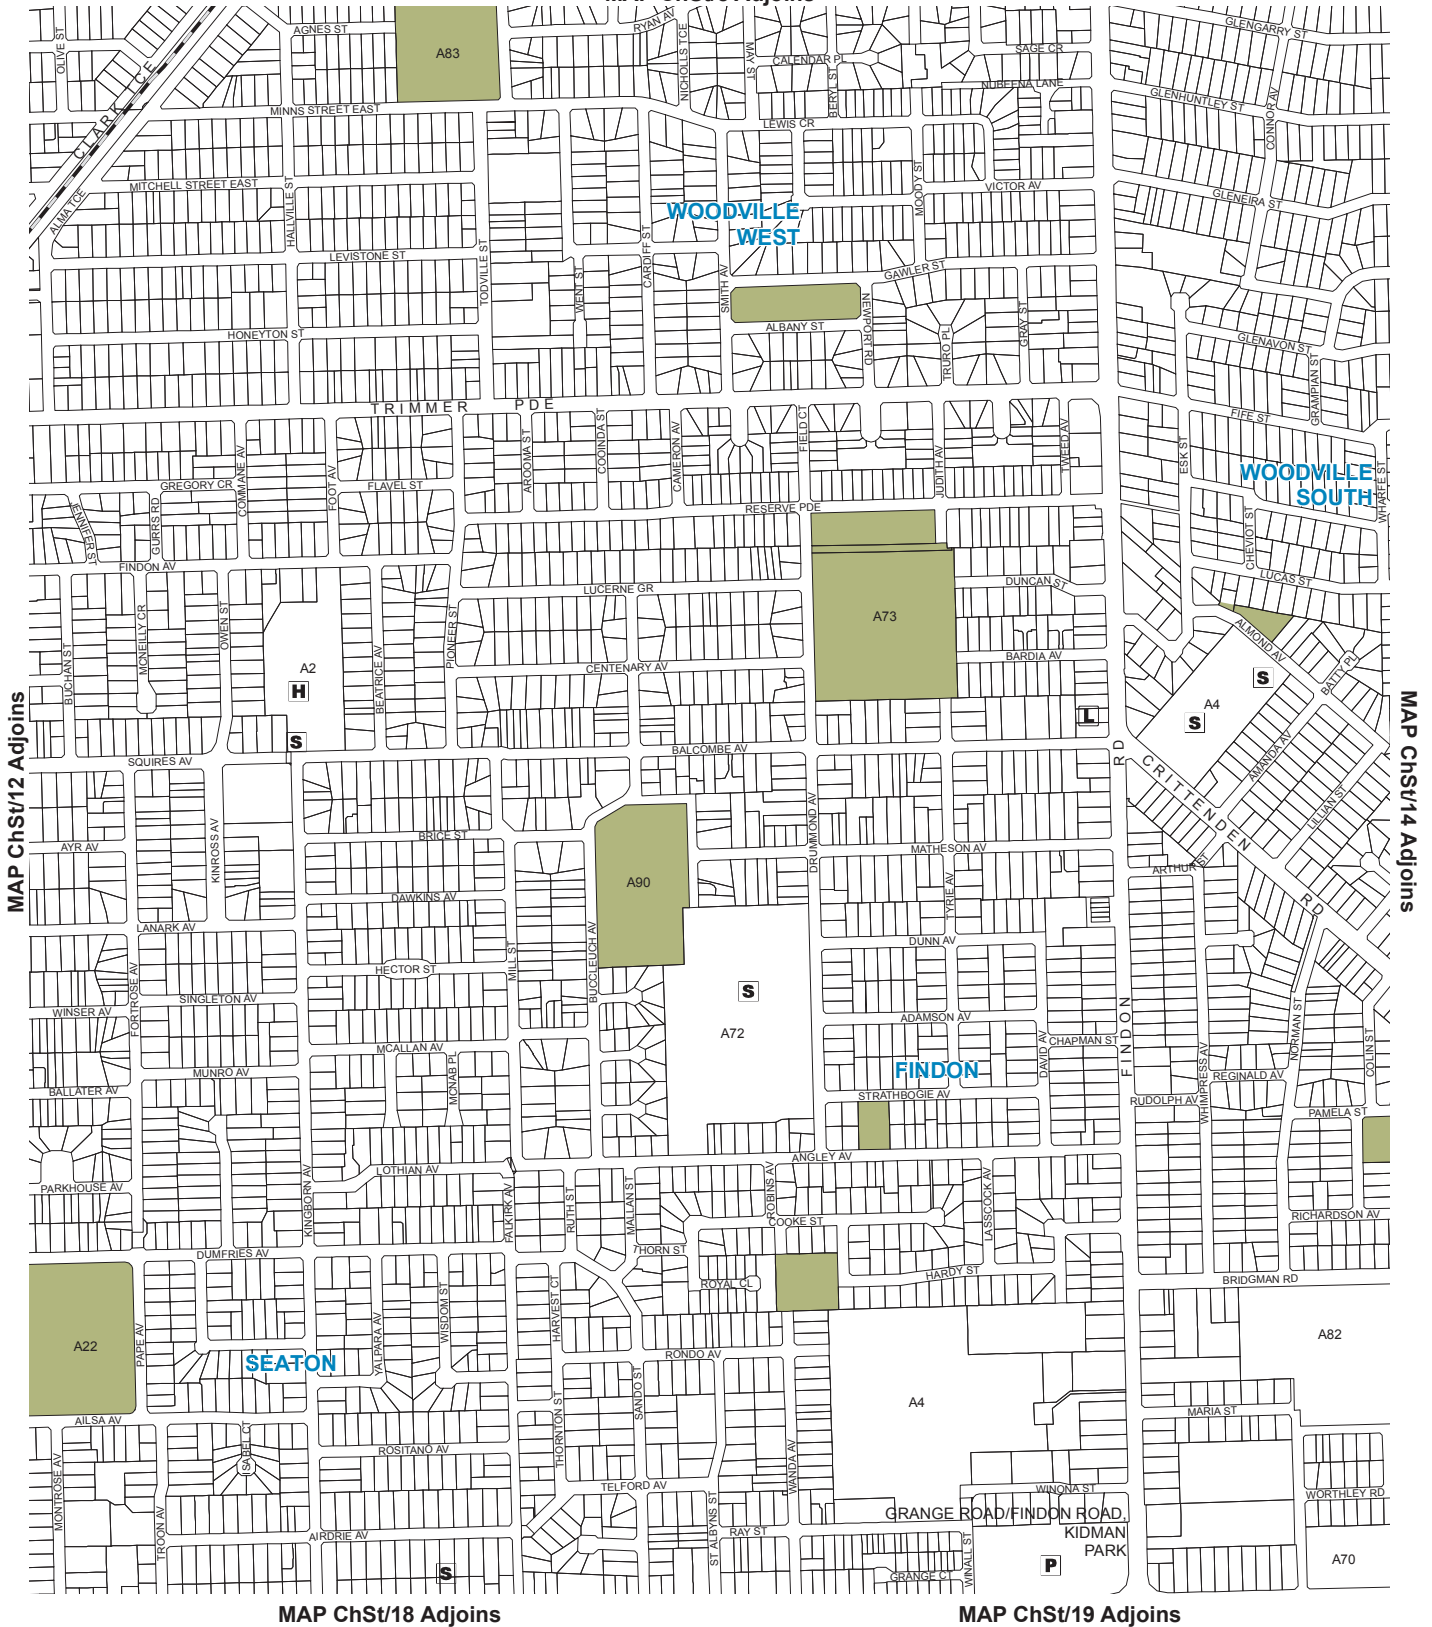 OLIVE ST
AGNES ST
A83
RYAN AV
NICHOLLS TCE
MAY ST
CALENDAR PL
BERYL ST
SAGE CR
NUBEENA LANE
GLENGARRY ST
GLENHUNTLEY ST
CONNOR AV
CLARK TCE
MINNS STREET EAST
LEWIS CR
ALMA TCE
MITCHELL STREET EAST
HALLVILLE ST
MOODY ST
VICTOR AV
GLENEIRA ST
WOODVILLE
WEST
LEVISTONE ST
TODVILLE ST
WENT ST
CARDIFF ST
SMITH AV
GAWLER ST
NEWPORT RD
ALBANY ST
HONEYTON ST
TRURO PL
GRAY ST
GLENAVON ST
GRAMPIAN ST
TRIMMER PDE
FIFE ST
COMMANE AV
FOOT AV
AROOMA ST
COOINDA ST
CAMERON AV
FIELD CT
JUDITH AV
TWEED AV
ESK ST
WOODVILLE
SOUTH
WHARFE ST
GREGORY CR
FLAVEL ST
JENNIFER ST
GURRS RD
RESERVE PDE
CHEVIOT ST
FINDON AV
LUCERNE GR
DUNCAN ST
LUCAS ST
BUCHAN ST
MCNEILLY CR
OWEN ST
A2
H
S
BEATRICE AV
PIONEER ST
CENTENARY AV
A73
BARDIA AV
L
ALMOND AV
BATTY PL
S
A4
S
MAP ChSt/12 Adjoins
MAP ChSt/14 Adjoins
SQUIRES AV
BALCOMBE AV
RD
CRITTENDEN RD
AMANDA AV
LILLIAN ST
AYR AV
KINROSS AV
BRICE ST
DRUMMOND AV
MATHESON AV
ARTHUR ST
A90
DAWKINS AV
TYRIE AV
LANARK AV
HECTOR ST
MILL ST
BUCCLEUCH AV
DUNN AV
FORTROSE AV
SINGLETON AV
WINSER AV
S
A72
ADAMSON AV
FINDON
NORMAN ST
COLIN ST
MCALLAN AV
MCNAB PL
MUNRO AV
FINDON
DAVID AV
CHAPMAN ST
WHIMPRESS AV
REGINALD AV
BALLATER AV
STRATHBOGIE AV
RUDOLPH AV
PAMELA ST
ANGLEY AV
PARKHOUSE AV
KINGBORN AV
LOTHIAN AV
FALKIRK AV
RUTH ST
MALLAN ST
ROBINS AV
LASSCOCK AV
RICHARDSON AV
COOKE ST
DUMFRIES AV
THORN ST
ROYAL CL
HARDY ST
BRIDGMAN RD
A22
PAPE AV
SEATON
YALPARA AV
WISDOM ST
HARVEST CT
RONDO AV
A82
SANDO ST
A4
AILSA AV
ISABEL CT
ROSITANO AV
THORNTON ST
MARIA ST
MONTROSE AV
TROON AV
TELFORD AV
WANDA AV
ST ALBYNS ST
WINONA ST
WORTHLEY RD
AIRDRIE AV
RAY ST
GRANGE ROAD/FINDON ROAD,
KIDMAN
PARK
WINALL ST
GRANGE CT
S
P
A70
MAP ChSt/18 Adjoins
MAP ChSt/19 Adjoins